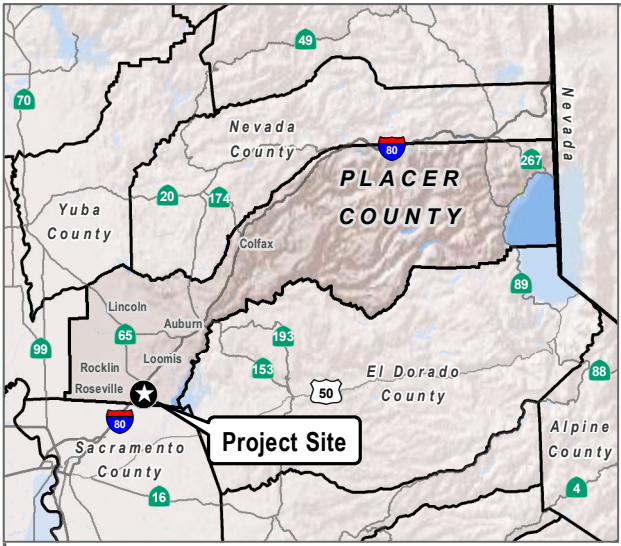 49
70
Nevada
County
80
Nevada
267
PLACER
COUNTY
20
174
Yuba
County
Colfax
89
Lincoln
Auburn
65
99
193
Loomis
Rocklin
153
El Dorado
County
88
Roseville
50
80
Project Site
Alpine
County
Sacramento
County
16
4